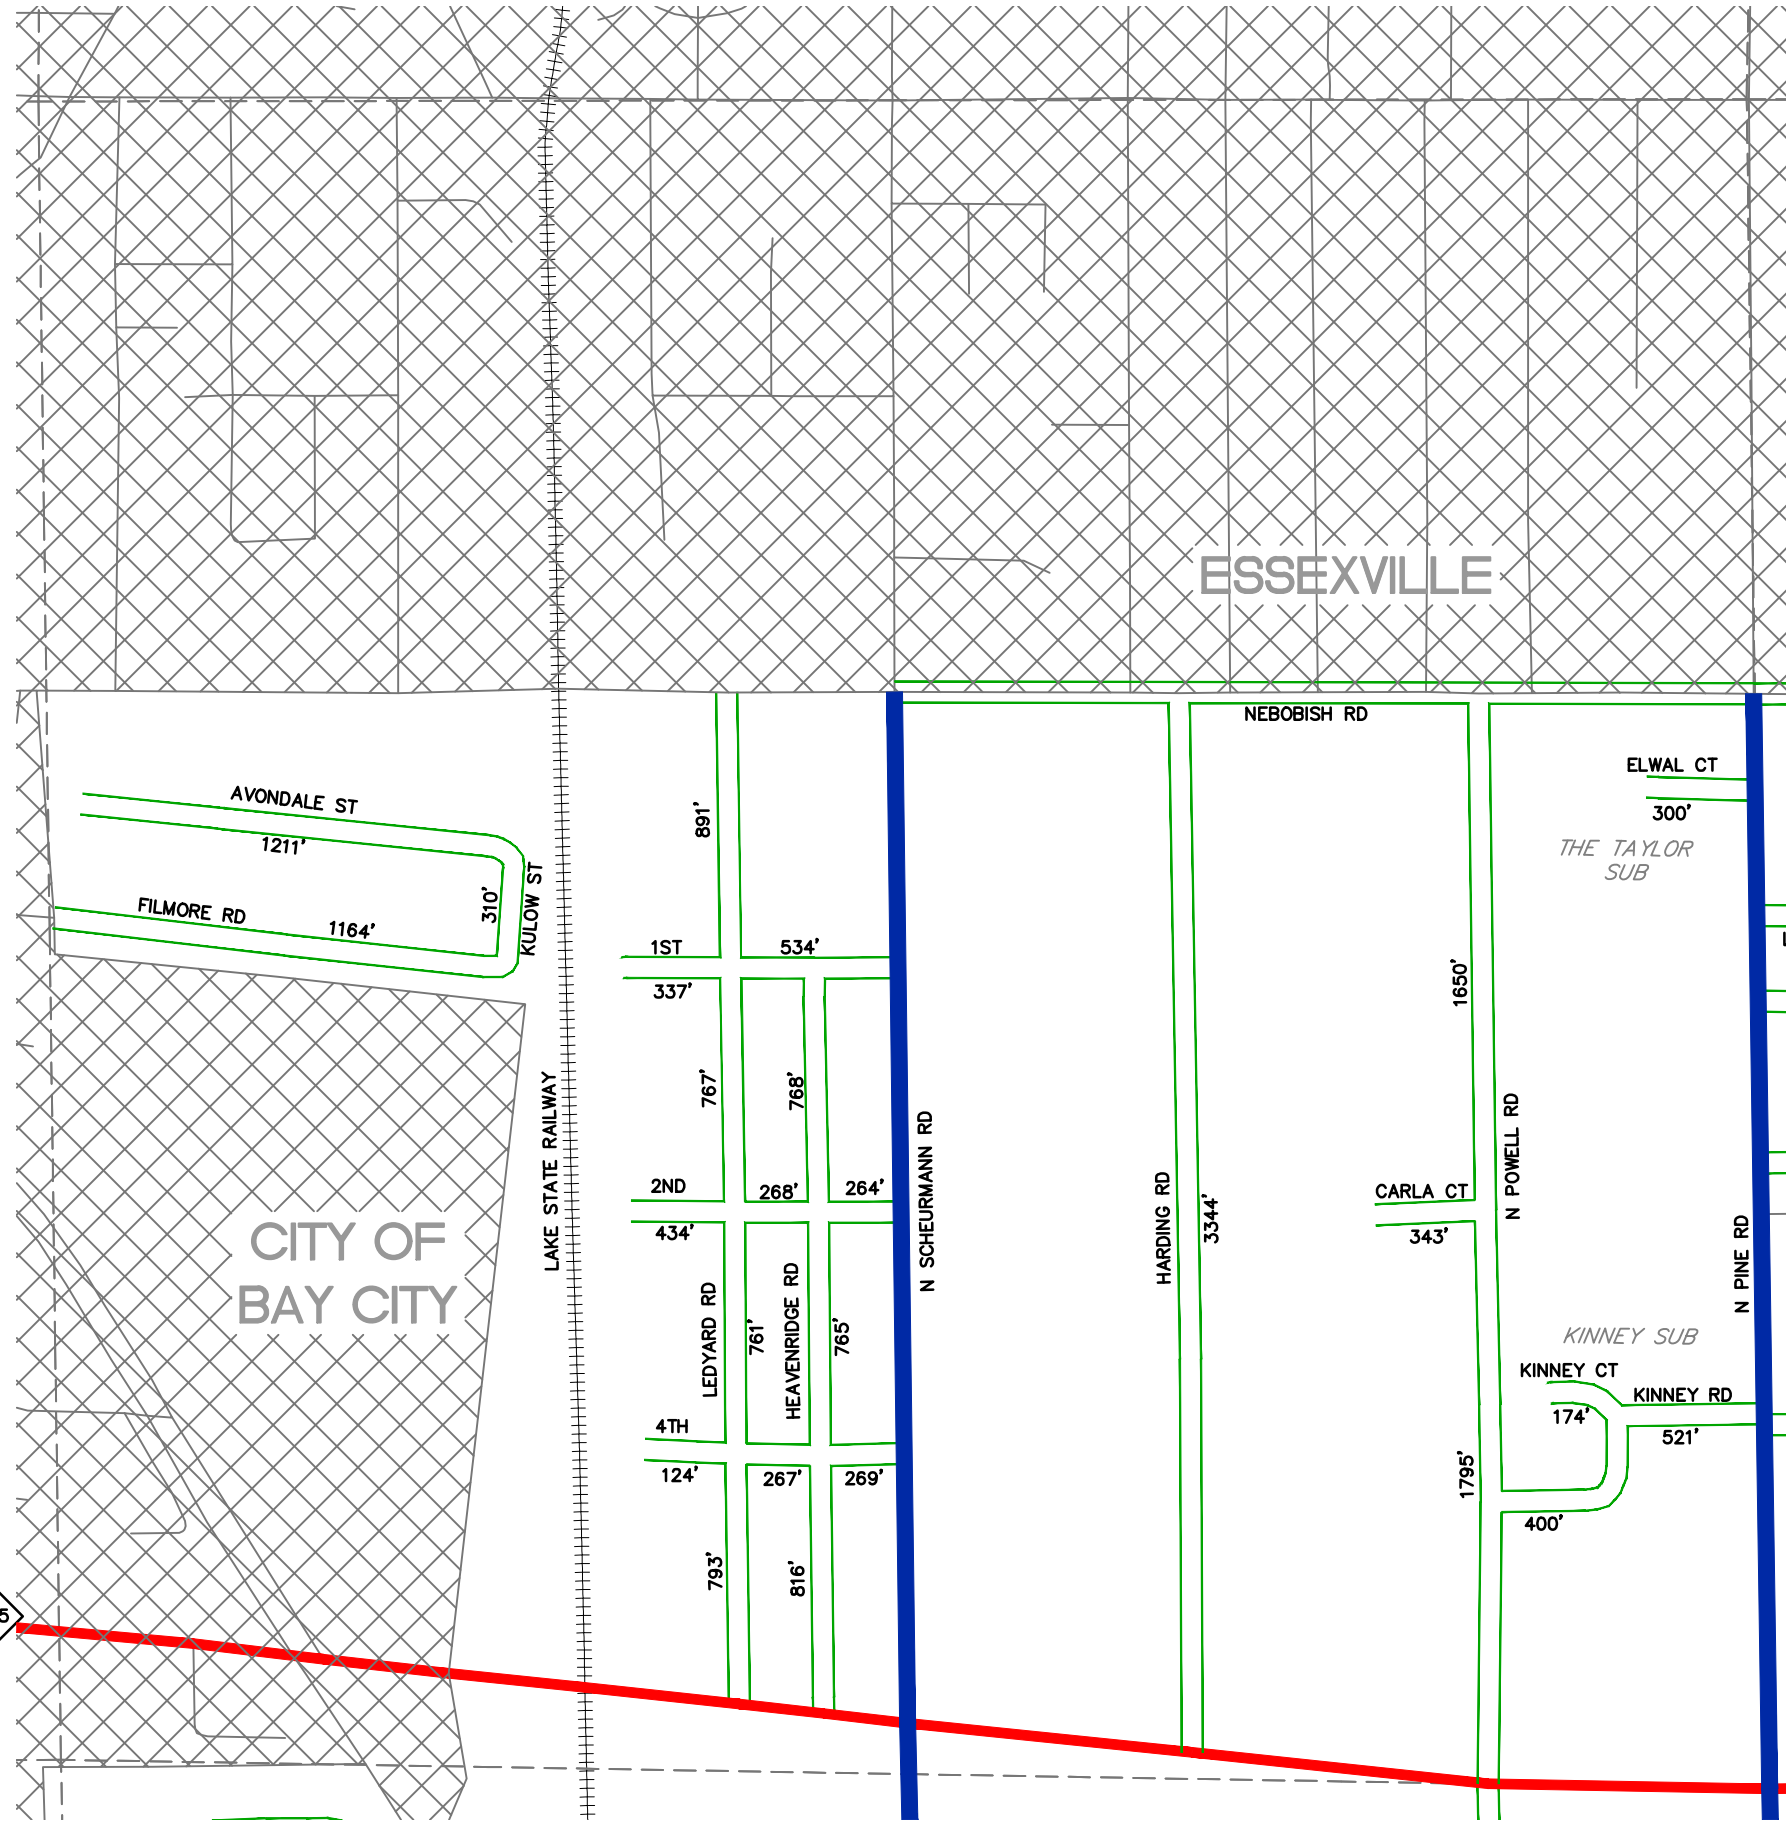 ESSEXVILLE
NEBOBISH RD
ELWAL CT
300'
THE TAYLOR
SUB
AVONDALE ST
1211'
891'
310'
KULOW ST
FILMORE RD
1164'
1ST
534'
337'
1650'
767'
768'
LAKE STATE RAILWAY
N SCHEURMANN RD
N POWELL RD
2ND
268'
264'
434'
CARLA CT
343'
HARDING RD
3344'
N PINE RD
CITY OF
BAY CITY
LEDYARD RD
761'
HEAVENRIDGE RD
765'
KINNEY SUB
KINNEY CT
KINNEY RD
174'
521'
4TH
124'
267'
269'
1795'
400'
793'
816'
5